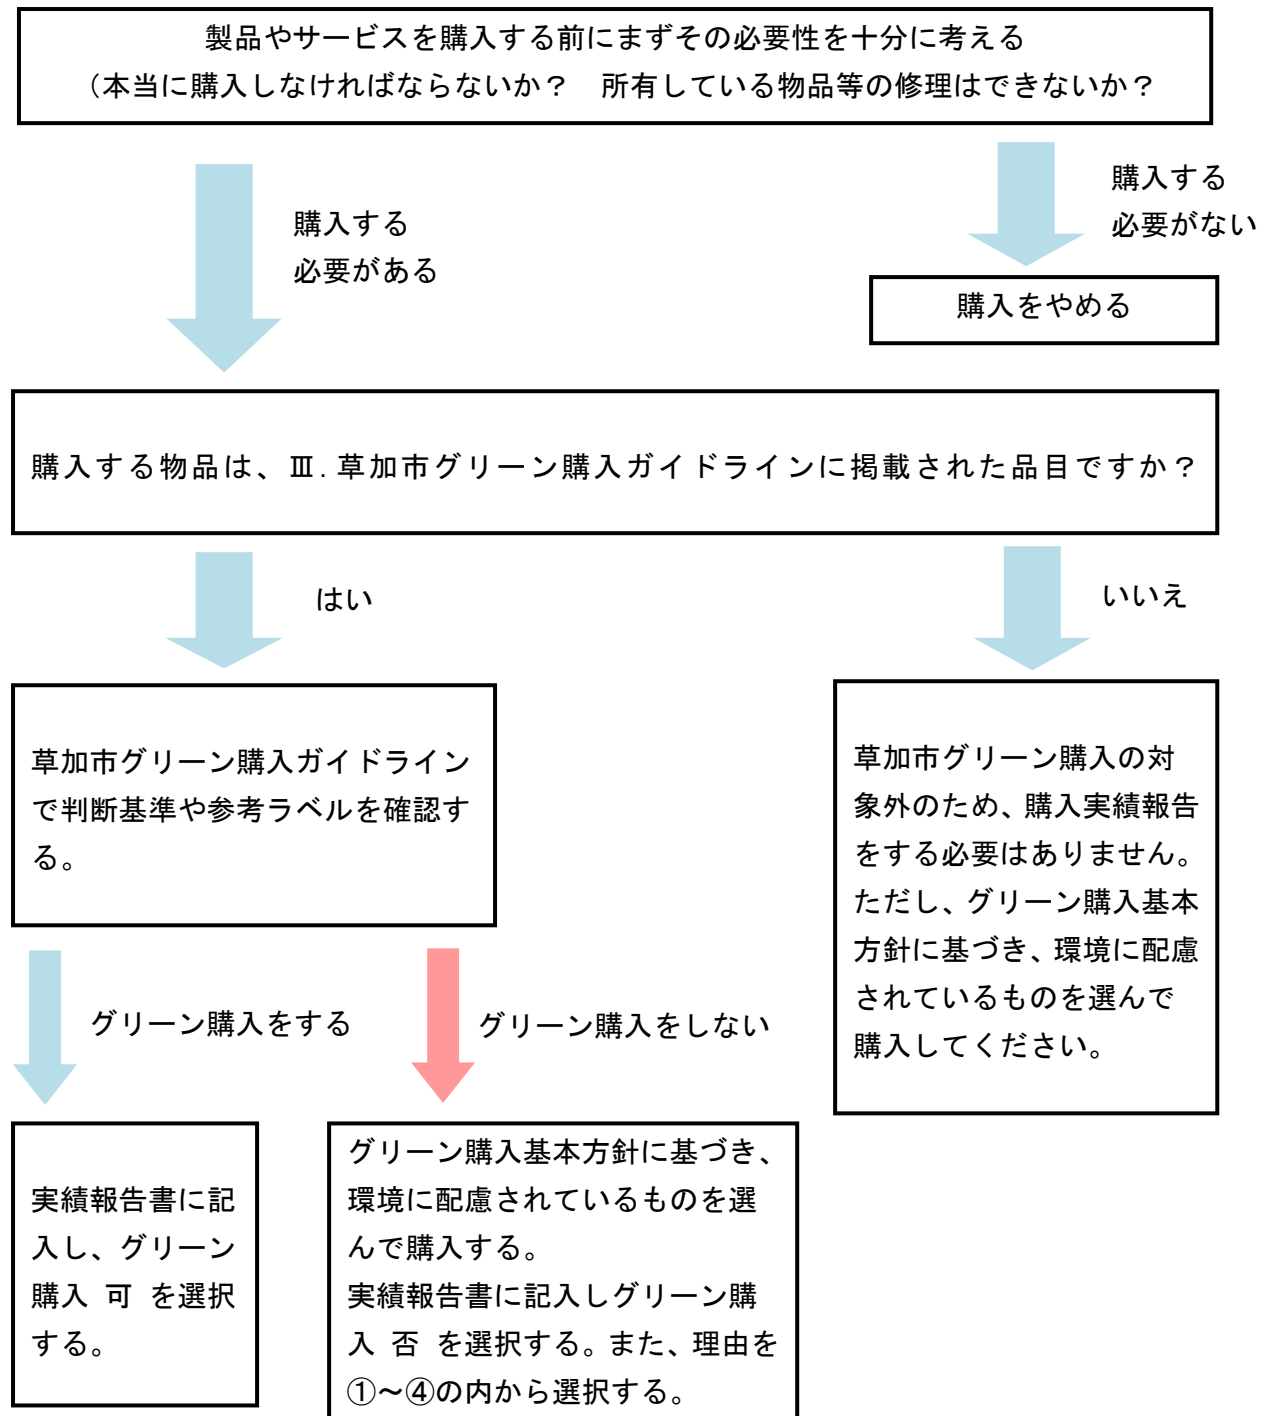 製品やサービスを購入する前にまずその必要性を十分に考える
（本当に購入しなければならないか？　所有している物品等の修理はできないか？
購入する
必要がある
購入する
必要がない
購入をやめる
購入する物品は、Ⅲ.草加市グリーン購入ガイドラインに掲載された品目ですか？
はい
いいえ
草加市グリーン購入ガイドライン
で判断基準や参考ラベルを確認す
る。
草加市グリーン購入の対
象外のため、購入実績報告
をする必要はありません。
ただし、グリーン購入基本
方針に基づき、環境に配慮
されているものを選んで
購入してください。
グリーン購入をする
グリーン購入をしない
実績報告書に記
入し、グリーン
購入 可 を選択
する。
グリーン購入基本方針に基づき、
環境に配慮されているものを選
んで購入する。
実績報告書に記入しグリーン購
入 否 を選択する。また、理由を
①～④の内から選択する。